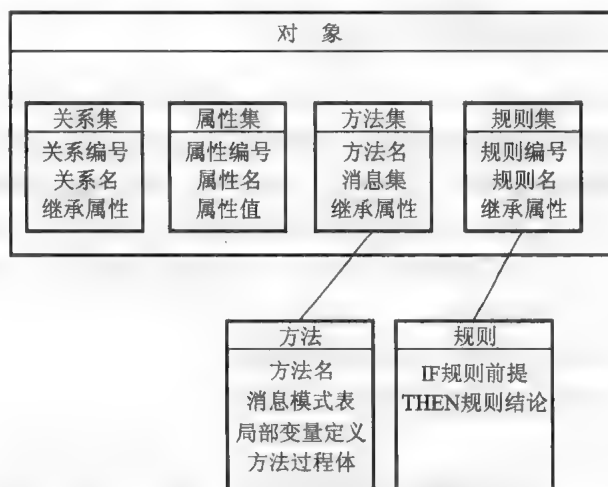 对 象
关系集
关系编号
关系名
继承属性
属性集
属性编号
属性名
属性值
方法集
方法名
消息集
继承属性
规则集
规则编号
规则名
继承属性
方法
方法名
消息模式表
局部变量定义
方法过程体
规则
IF规则前提
THEN规则结论